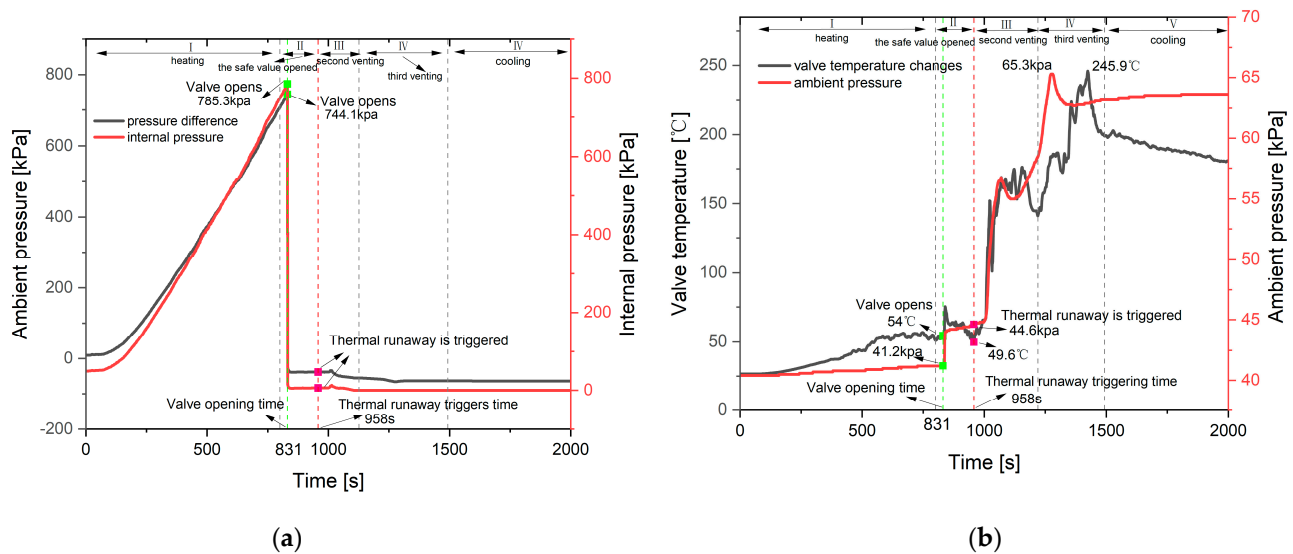 I
II
III
IV
IV
heating
the safe value opened
second venting
third venting
cooling
800
600
400
200
0
-200
Ambient pressure [kPa]
Valve opens
785.3kpa
Valve opens
744.1kpa
pressure difference
internal pressure
Thermal runaway is triggered
Valve opening time
Thermal runaway triggers time
958s
800
600
400
200
0
Internal pressure [kPa]
0
500
831
1000
1500
2000
Time [s]
(a)
I
II
III
IV
V
heating
the safe value opened
second venting
third venting
cooling
250
200
150
100
50
0
Valve temperature [℃]
valve temperature changes
ambient pressure
65.3kpa
245.9℃
Valve opens
54℃
41.2kpa
Thermal runaway is triggered
44.6kpa
49.6℃
Valve opening time
Thermal runaway triggering time
958s
70
65
60
55
50
45
40
Ambient pressure [kPa]
0
500
831
1000
1500
2000
Time [s]
(b)